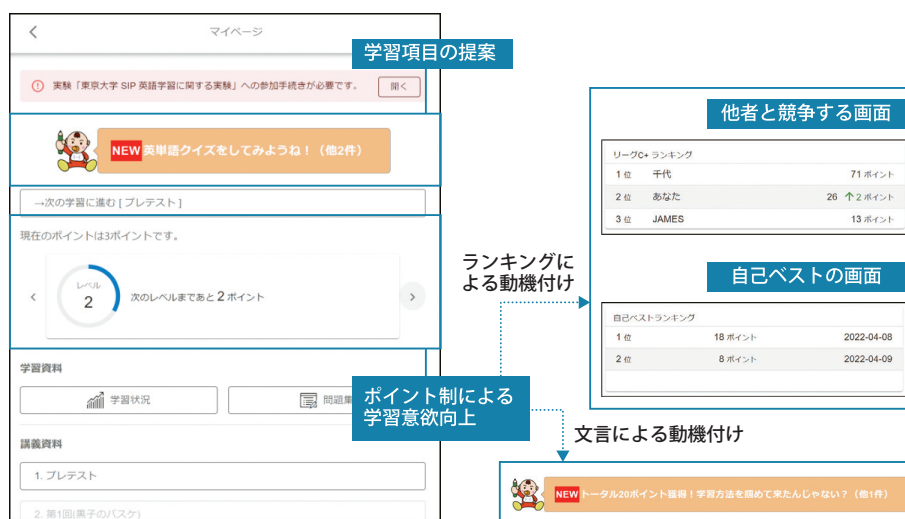 マイページ
学習項目の提案
実験「東京大学 SIP 英語学習に関する実験」への参加手続きが必要です。
開く
NEW 英単語クイズをしてみようね！（他2件）
→次の学習に進む [ プレテスト ]
現在のポイントは3ポイントです。
レベル
2
次のレベルまであと 2 ポイント
学習資料
学習状況
問題集
講義資料
1. プレテスト
2. 第1回(黒子のバスケ)
ポイント制による
学習意欲向上
ランキングに
よる動機付け
文言による動機付け
他者と競争する画面
リーグC+ ランキング
1 位 千代 71 ポイント
2 位 あなた 26 ↑2 ポイント
3 位 JAMES 13 ポイント
自己ベストの画面
自己ベストランキング
1 位 18 ポイント 2022-04-08
2 位 8 ポイント 2022-04-09
NEW トータル20ポイント獲得！学習方法を掴めて来たんじゃない？（他1件）